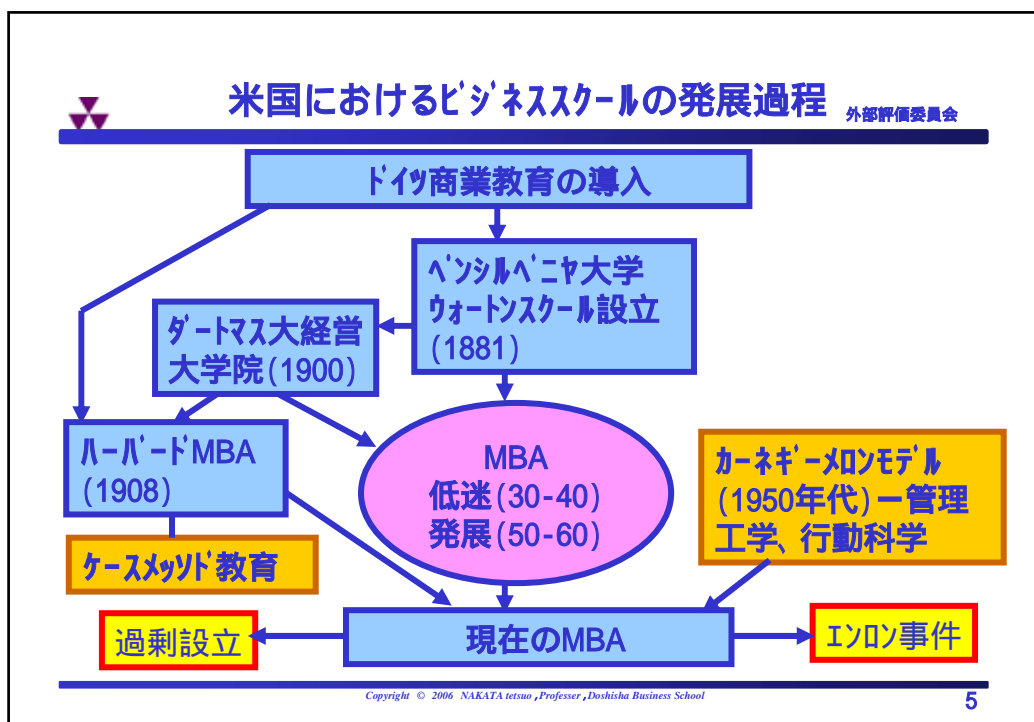 米国におけるﾋﾞｼﾞﾈｽｽｸｰﾙの発展過程
外部評価委員会
ﾄﾞｲﾂ商業教育の導入
ﾍﾟﾝｼﾙﾍﾞﾆﾔ大学
ｳｫｰﾄﾝｽｸｰﾙ設立
(1881)
ﾀﾞｰﾄﾏｽ大経営
大学院(1900)
ﾊｰﾊﾞｰﾄﾞMBA
(1908)
MBA
低迷(30-40)
発展(50-60)
ｶｰﾈｷﾞｰﾒﾛﾝﾓﾃﾞﾙ
(1950年代)ー管理
工学、行動科学
ｹｰｽﾒｯｿﾄﾞ教育
過剰設立
現在のMBA
ｴﾝﾛﾝ事件
Copyright © 2006 NAKATA tetsuo,Professer,Doshisha Business School
5